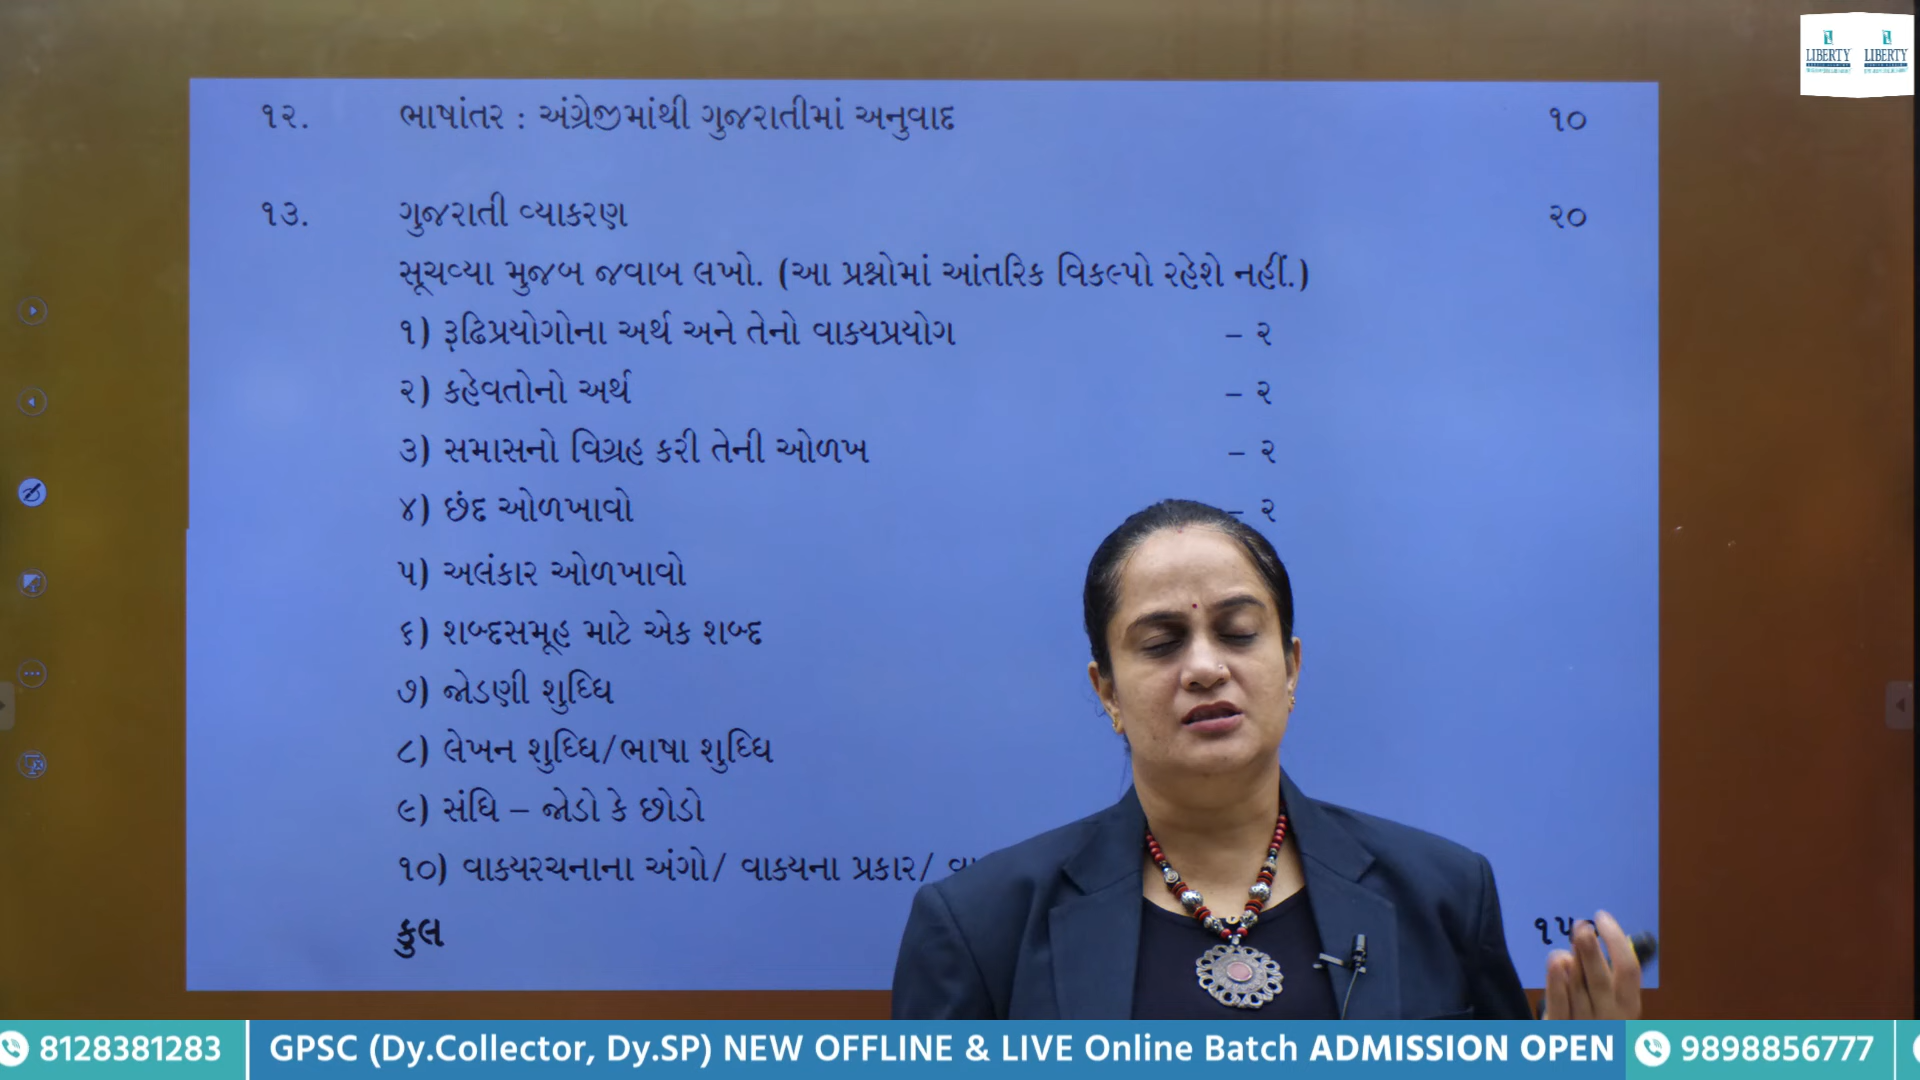 LIBERTY LIBERTY
૧૨. ભાષાંતર : અંગ્રેજીમાંથી ગુજરાતીમાં અનુવાદ ૧૦
૧૩. ગુજરાતી વ્યાકરણ ૨૦
સૂચવ્યા મુજબ જવાબ લખો. (આ પ્રશ્નોમાં આંતરિક વિકલ્પો રહેશે નહીં.)
૧) રૂઢિપ્રયોગોના અર્થ અને તેનો વાક્યપ્રયોગ – ૨
૨) કહેવતોનો અર્થ – ૨
૩) સમાસનો વિગ્રહ કરી તેની ઓળખ – ૨
૪) છંદ ઓળખાવો – ૨
૫) અલંકાર ઓળખાવો
૬) શબ્દસમૂહ માટે એક શબ્દ
૭) જોડણી શુધ્ધિ
૮) લેખન શુધ્ધિ/ભાષા શુધ્ધિ
૯) સંધિ – જોડો કે છોડો
૧૦) વાક્યરચનાના અંગો/ વાક્યના પ્રકાર/
કુલ
8128381283 GPSC (Dy.Collector, Dy.SP) NEW OFFLINE & LIVE Online Batch ADMISSION OPEN 9898856777